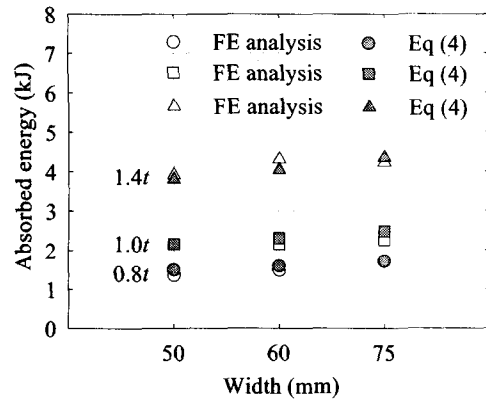 8
7
6
5
4
3
2
1
0
Absorbed energy (kJ)
FE analysis Eq (4)
FE analysis Eq (4)
FE analysis Eq (4)
1.4t
1.0t
0.8t
50 60 75
Width (mm)